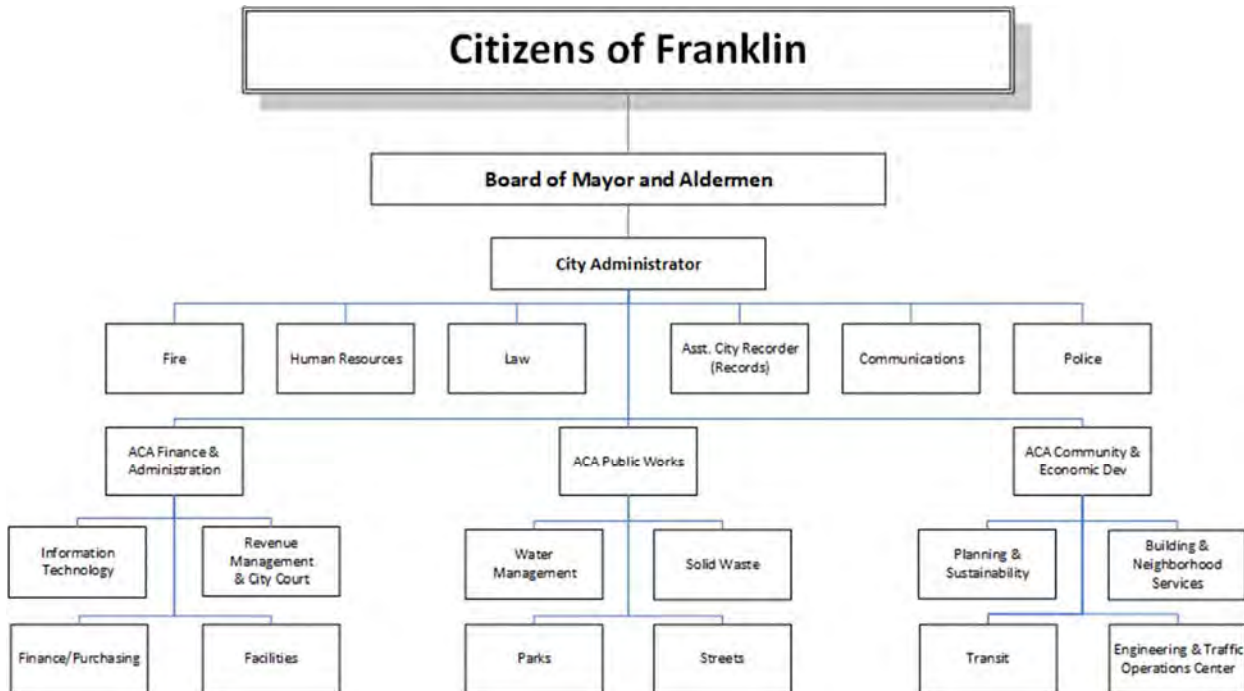 Citizens of Franklin
Board of Mayor and Aldermen
City Administrator
Fire
Human Resources
Law
Asst. City Recorder
(Records)
Communications
Police
ACA Finance &
Administration
ACA Public Works
ACA Community &
Economic Dev
Information
Technology
Revenue
Management
& City Court
Water
Management
Solid Waste
Planning &
Sustainability
Building &
Neighborhood
Services
Finance/Purchasing
Facilities
Parks
Streets
Transit
Engineering & Traffic
Operations Center